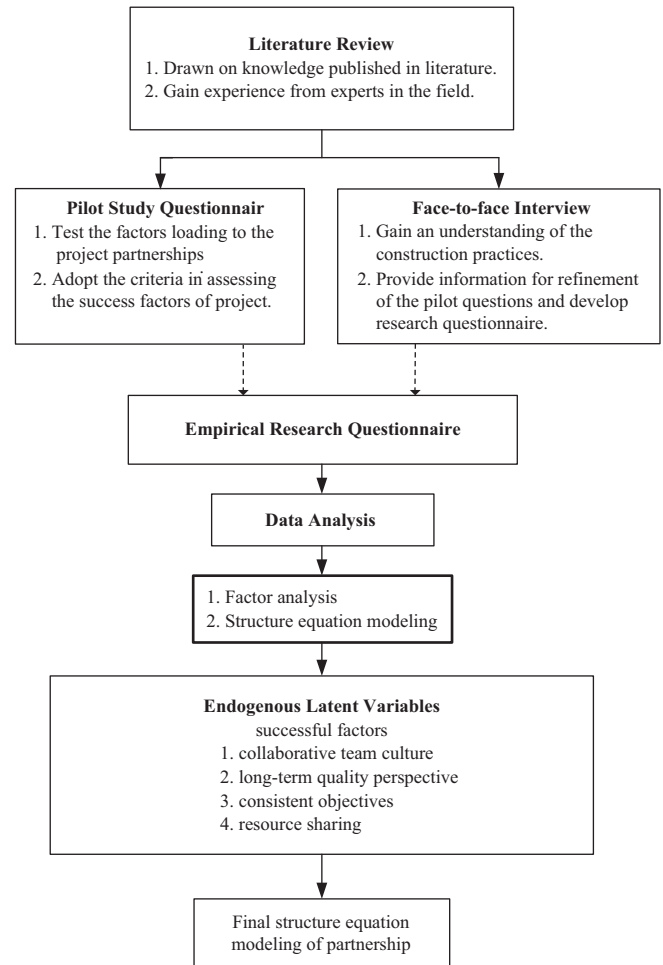 Literature Review
1. Drawn on knowledge published in literature.
2. Gain experience from experts in the field.
Pilot Study Questionnair
1. Test the factors loading to the
project partnerships
2. Adopt the criteria in assessing
the success factors of project.
Face-to-face Interview
1. Gain an understanding of the
construction practices.
2. Provide information for refinement
of the pilot questions and develop
research questionnaire.
Empirical Research Questionnaire
Data Analysis
1. Factor analysis
2. Structure equation modeling
Endogenous Latent Variables
successful factors
1. collaborative team culture
2. long-term quality perspective
3. consistent objectives
4. resource sharing
Final structure equation
modeling of partnership